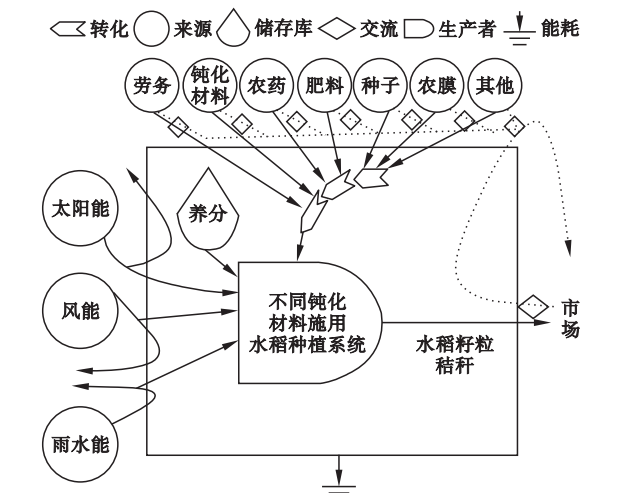 转化 来源 储存库 交流 生产者 能耗
劳务 钝化 农药 肥料 种子 农膜 其他
材料
太阳能
养分
风能
不同钝化
材料施用
水稻种植系统
市
场
水稻籽粒
秸秆
雨水能